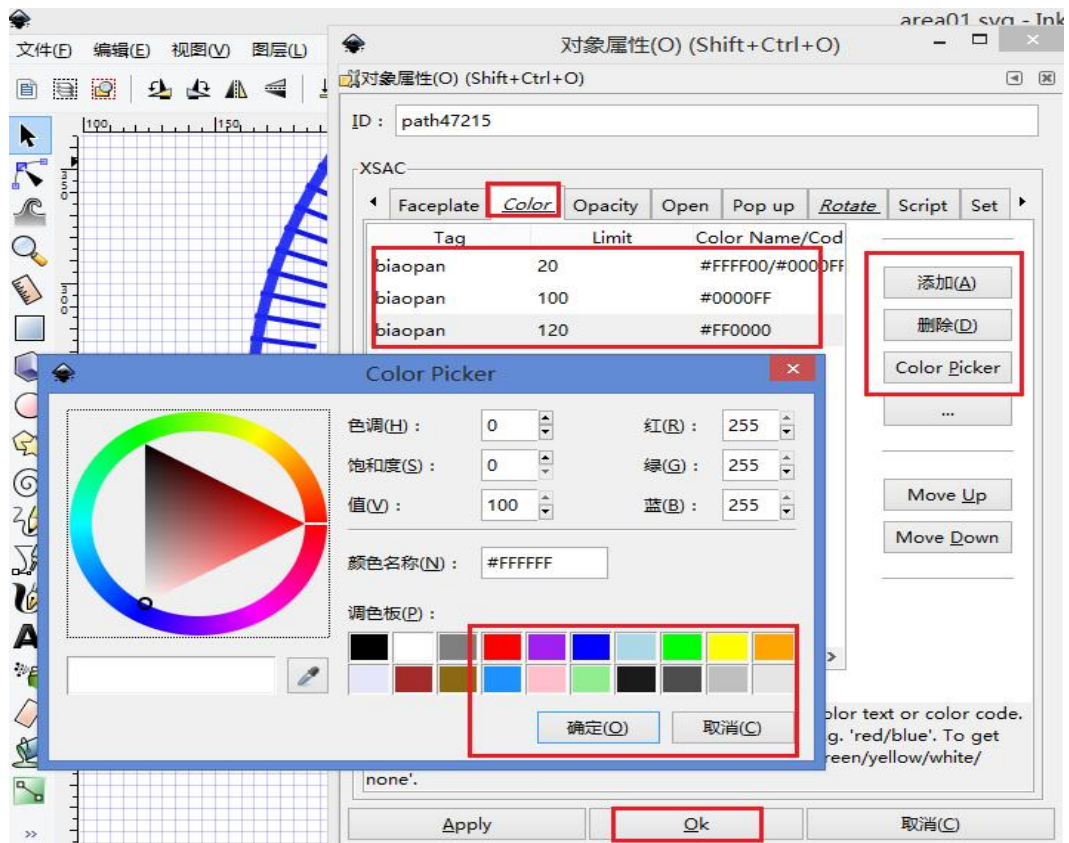 area01 svg - Ink
文件(F) 编辑(E) 视图(V) 图层(L)
对象属性(O) (Shift+Ctrl+O)
对象属性(O) (Shift+Ctrl+O)
100 150
350
300
ID : path47215
XSAC
Faceplate Color Opacity Open Pop up Rotate Script Set
Tag Limit Color Name/Cod
biaopan 20 #FFFF00/#0000FF
biaopan 100 #0000FF
biaopan 120 #FF0000
添加(A)
删除(D)
Color Picker
...
Move Up
Move Down
Color Picker
色调(H) : 0 红(R) : 255
饱和度(S) : 0 绿(G) : 255
值(V) : 100 蓝(B) : 255
颜色名称(N) : #FFFFFF
调色板(P) :
确定(O) 取消(C)
olor text or color code.
g. 'red/blue'. To get
reen/yellow/white/
none'.
Apply Ok 取消(C)